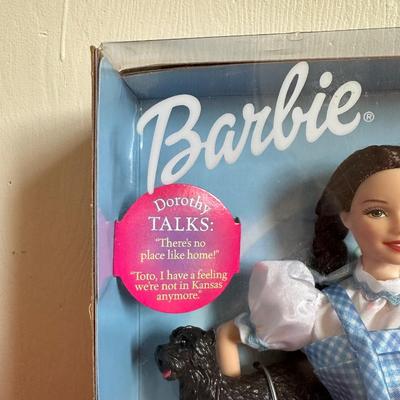 Barbie®
Dorothy
TALKS:
"There's no
place like home!"
"Toto, I have a feeling
we're not in Kansas
anymore."